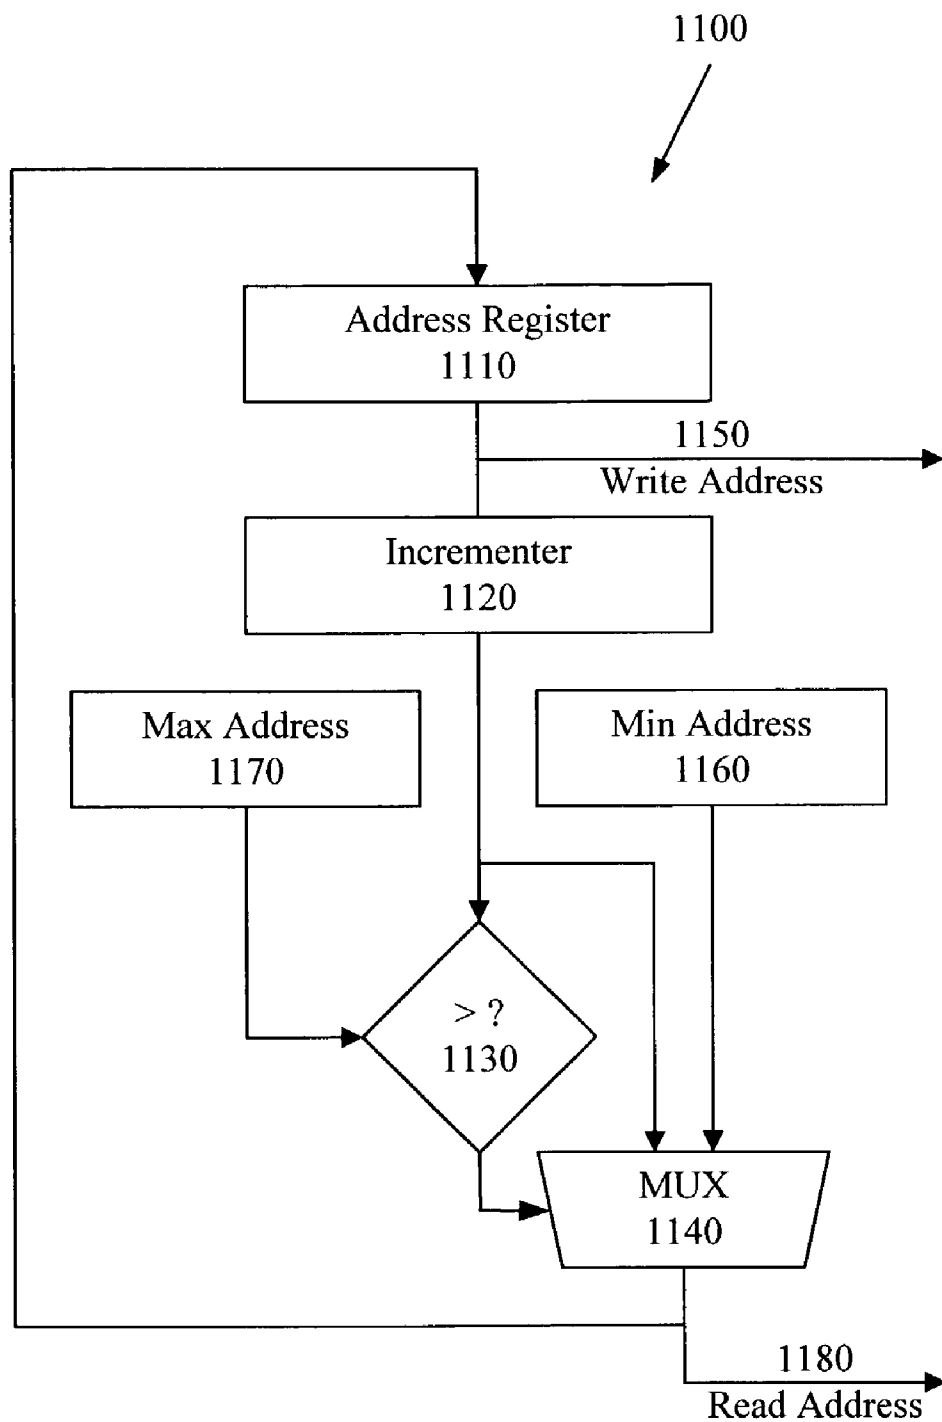 1100
Address Register
1110
1150
Write Address
Incrementer
1120
Max Address
1170
Min Address
1160
> ?
1130
MUX
1140
1180
Read Address